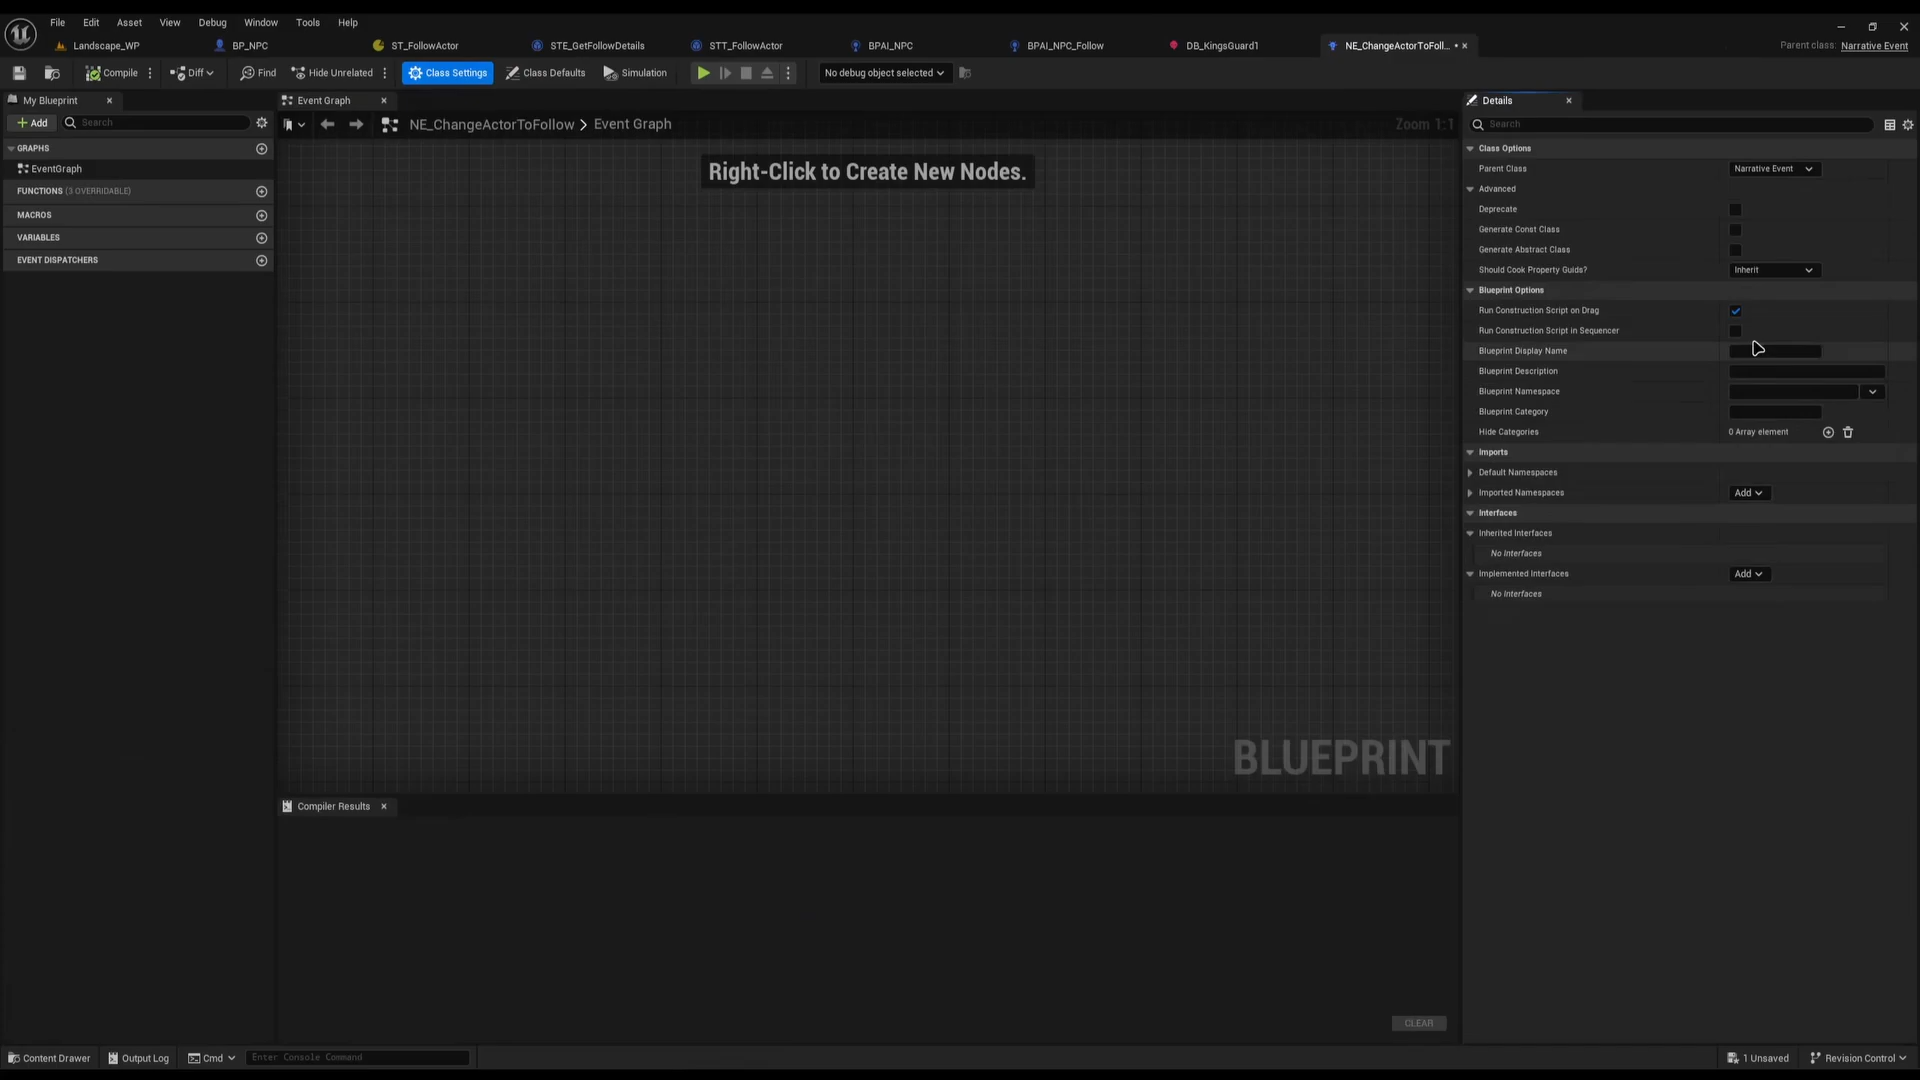 File Edit Asset View Debug Window Tools Help
Landscape_WP BP_NPC ST_FollowActor STE_GetFollowDetails STT_FollowActor BPAI_NPC BPAI_NPC_Follow DB_KingsGuard1 NE_ChangeActorToFoll... • Parent class: Narrative Event
Compile Diff Find Hide Unrelated Class Settings Class Defaults Simulation No debug object selected
My Blueprint
Add Search
GRAPHS
EventGraph
FUNCTIONS (3 OVERRIDABLE)
MACROS
VARIABLES
EVENT DISPATCHERS
Event Graph
NE_ChangeActorToFollow > Event Graph Zoom 1:1
Right-Click to Create New Nodes.
BLUEPRINT
Compiler Results
CLEAR
Details
Search
Class Options
Parent Class Narrative Event
Advanced
Deprecate
Generate Const Class
Generate Abstract Class
Should Cook Property Guids? Inherit
Blueprint Options
Run Construction Script on Drag
Run Construction Script in Sequencer
Blueprint Display Name
Blueprint Description
Blueprint Namespace
Blueprint Category
Hide Categories 0 Array element
Imports
Default Namespaces
Imported Namespaces Add
Interfaces
Inherited Interfaces
No Interfaces
Implemented Interfaces Add
No Interfaces
Content Drawer Output Log Cmd Enter Console Command 1 Unsaved Revision Control